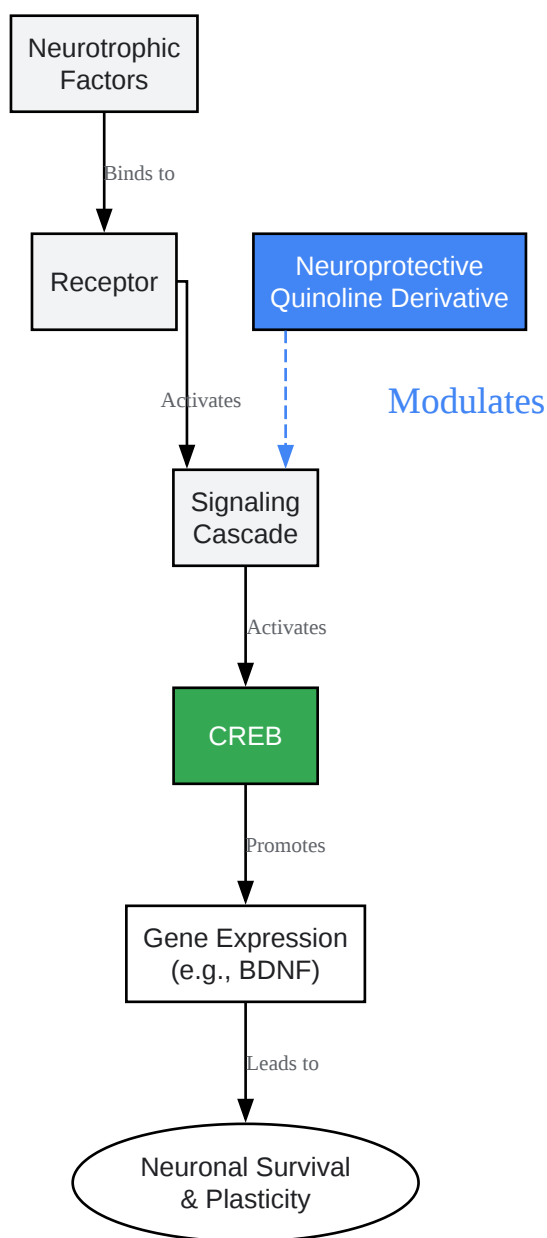 Neurotrophic
Factors
Binds to
Receptor
Neuroprotective
Quinoline Derivative
Activates
Modulates
Signaling
Cascade
Activates
CREB
Promotes
Gene Expression
(e.g., BDNF)
Leads to
Neuronal Survival
& Plasticity